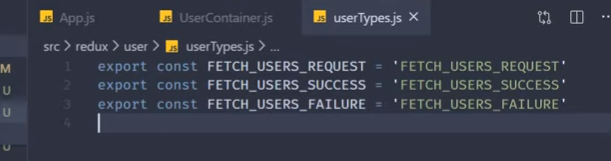 JS App.js JS UserContainer.js JS userTypes.js ×
src > redux > user > JS userTypes.js > ...
M 1 export const FETCH_USERS_REQUEST = 'FETCH_USERS_REQUEST'
U 2 export const FETCH_USERS_SUCCESS = 'FETCH_USERS_SUCCESS'
U 3 export const FETCH_USERS_FAILURE = 'FETCH_USERS_FAILURE'
4
U